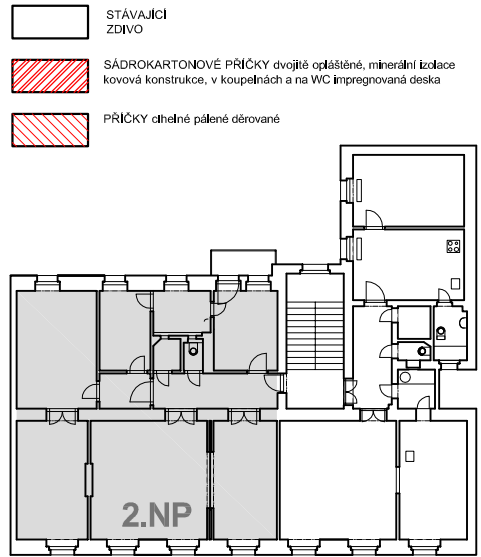 STÁVAJÍCÍ
ZDIVO
SÁDROKARTONOVÉ PŘÍČKY dvojitě opláštěné, minerální izolace
kovová konstrukce, v koupelnách a na WC impregnovaná deska
PŘÍČKY cihelné pálené děrované
2.NP